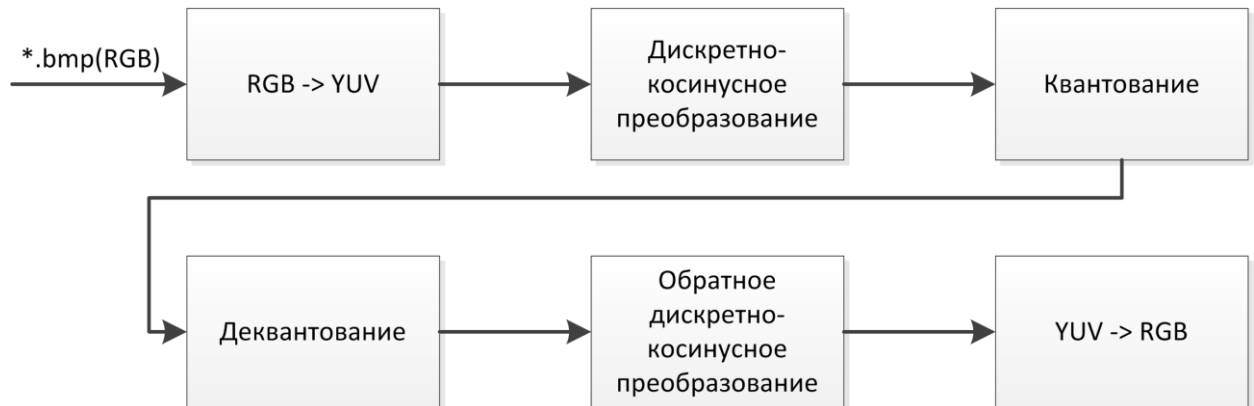 *.bmp(RGB)
RGB -> YUV
Дискретно-
косинусное
преобразование
Квантование
Деквантование
Обратное
дискретно-
косинусное
преобразование
YUV -> RGB